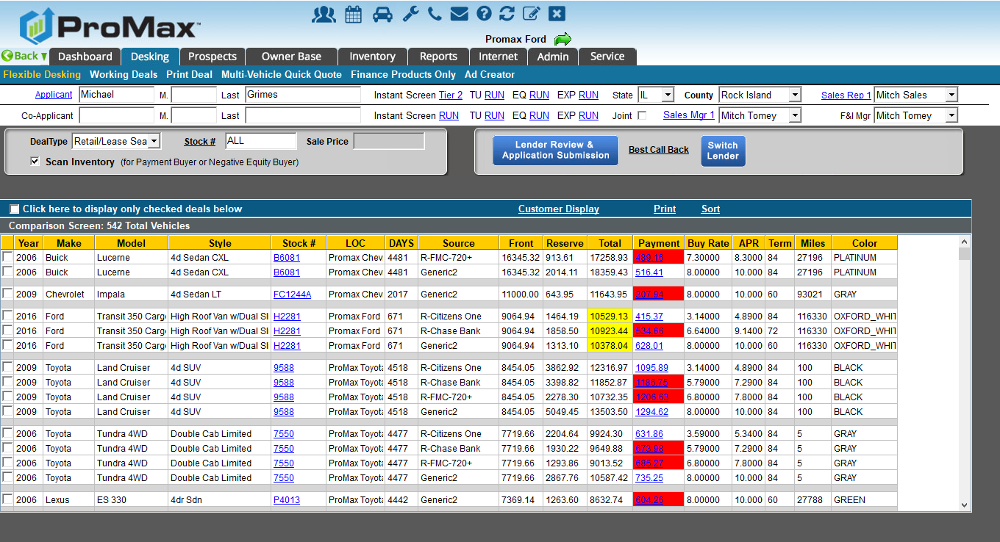 ProMax™
Promax Ford
Back Dashboard Desking Prospects Owner Base Inventory Reports Internet Admin Service
Flexible Desking Working Deals Print Deal Multi-Vehicle Quick Quote Finance Products Only Ad Creator
Applicant Michael M. Last Grimes Instant Screen Tier 2 TU RUN EQ RUN EXP RUN State IL County Rock Island Sales Rep 1 Mitch Sales
Co-Applicant M. Last Instant Screen RUN TU RUN EQ RUN EXP RUN Joint Sales Mgr 1 Mitch Tomey F&I Mgr Mitch Tomey
DealType Retail/Lease Sea Stock # ALL Sale Price
Scan Inventory (for Payment Buyer or Negative Equity Buyer)
Lender Review &
Application Submission
Best Call Back
Switch
Lender
Click here to display only checked deals below Customer Display Print Sort
Comparison Screen: 542 Total Vehicles
Year Make Model Style Stock # LOC DAYS Source Front Reserve Total Payment Buy Rate APR Term Miles Color
2006 Buick Lucerne 4d Sedan CXL B6081 Promax Chev 4481 R-FMC-720+ 16345.32 913.61 17258.93 489.16 7.30000 8.3000 84 27196 PLATINUM
2006 Buick Lucerne 4d Sedan CXL B6081 Promax Chev 4481 Generic2 16345.32 2014.11 18359.43 516.41 8.00000 10.000 84 27196 PLATINUM
2009 Chevrolet Impala 4d Sedan LT FC1244A Promax Chev 2017 Generic2 11000.00 643.95 11643.95 307.94 8.00000 10.000 60 93021 GRAY
2016 Ford Transit 350 Carg High Roof Van w/Dual Sl H2281 Promax Ford 671 R-Citizens One 9064.94 1464.19 10529.13 415.37 3.14000 4.8900 84 116330 OXFORD_WHIT
2016 Ford Transit 350 Carg High Roof Van w/Dual Sl H2281 Promax Ford 671 R-Chase Bank 9064.94 1858.50 10923.44 534.66 6.64000 9.1400 72 116330 OXFORD_WHIT
2016 Ford Transit 350 Carg High Roof Van w/Dual Sl H2281 Promax Ford 671 Generic2 9064.94 1313.10 10378.04 628.01 8.00000 10.000 60 116330 OXFORD_WHIT
2009 Toyota Land Cruiser 4d SUV 9588 ProMax Toyota 4518 R-Citizens One 8454.05 3862.92 12316.97 1095.89 3.14000 4.8900 84 100 BLACK
2009 Toyota Land Cruiser 4d SUV 9588 ProMax Toyota 4518 R-Chase Bank 8454.05 3398.82 11852.87 1186.75 5.79000 7.2900 84 100 BLACK
2009 Toyota Land Cruiser 4d SUV 9588 ProMax Toyota 4518 R-FMC-720+ 8454.05 2278.30 10732.35 1206.63 6.80000 7.8000 84 100 BLACK
2009 Toyota Land Cruiser 4d SUV 9588 ProMax Toyota 4518 Generic2 8454.05 5049.45 13503.50 1294.62 8.00000 10.000 84 100 BLACK
2006 Toyota Tundra 4WD Double Cab Limited 7550 ProMax Toyota 4477 R-Citizens One 7719.66 2204.64 9924.30 631.86 3.59000 5.3400 84 5 GRAY
2006 Toyota Tundra 4WD Double Cab Limited 7550 ProMax Toyota 4477 R-Chase Bank 7719.66 1930.22 9649.88 673.98 5.79000 7.2900 84 5 GRAY
2006 Toyota Tundra 4WD Double Cab Limited 7550 ProMax Toyota 4477 R-FMC-720+ 7719.66 1293.86 9013.52 685.27 6.80000 7.8000 84 5 GRAY
2006 Toyota Tundra 4WD Double Cab Limited 7550 ProMax Toyota 4477 Generic2 7719.66 2867.76 10587.42 735.25 8.00000 10.000 84 5 GRAY
2006 Lexus ES 330 4dr Sdn P4013 ProMax Toyota 4442 Generic2 7369.14 1263.60 8632.74 604.26 8.00000 10.000 60 27788 GREEN